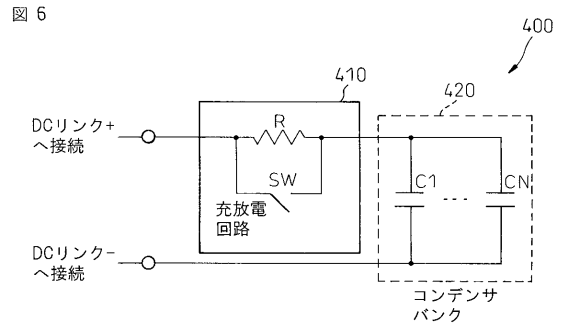 図 6
400
410
420
DCリンク+
へ接続
R
SW
充放電
回路
C1
・・・
CN
DCリンク-
へ接続
コンデンサ
バンク